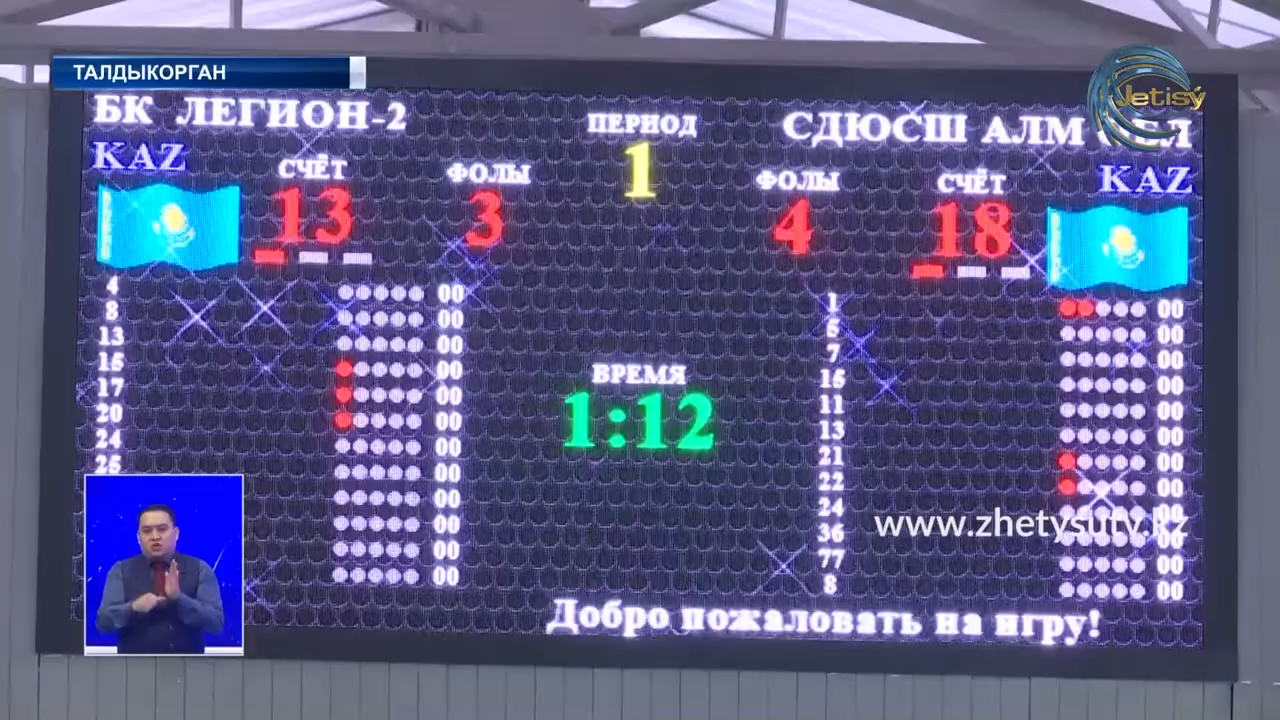 ТАЛДЫКОРГАН
Jetisý
БК ЛЕГИОН-2
ПЕРИОД
СДЮСШ АЛМ
KAZ
1
KAZ
СЧЁТ
ФОЛЫ
ФОЛЫ
СЧЁТ
13
3
4
18
4 00
8 00
13 00
15 00
17 00
20 00
24 00
25 00
00
00
00
00
ВРЕМЯ
1:12
1 00
5 00
7 00
15 00
11 00
13 00
21 00
22 00
24 00
36 00
77 00
8 00
www.zhetysutv.kz
Добро пожаловать на игру!